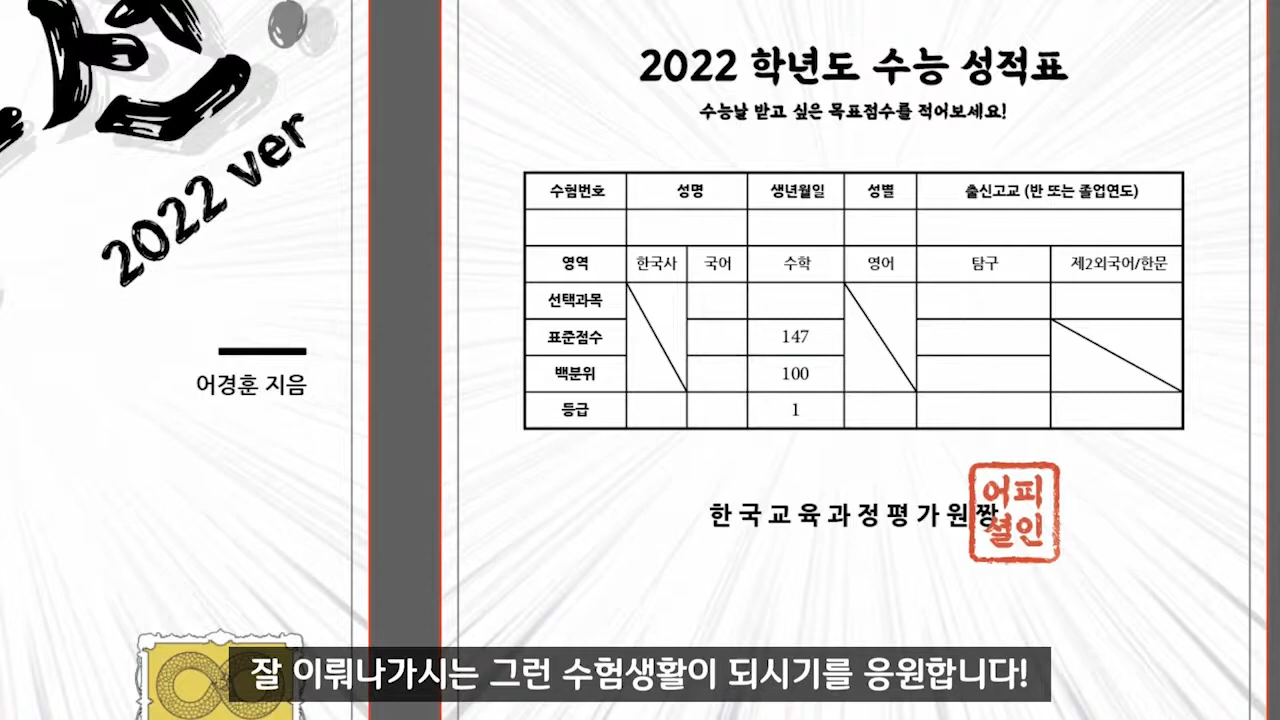 선
2022 ver
어경훈 지음
2022 학년도 수능 성적표
수능날 받고 싶은 목표점수를 적어보세요!
수험번호 성명 생년월일 성별 출신고교 (반 또는 졸업연도)
영역 한국사 국어 수학 영어 탐구 제2외국어/한문
선택과목
표준점수 147
백분위 100
등급 1
한국교육과정평가원짱
어피
셜인
잘 이뤄나가시는 그런 수험생활이 되시기를 응원합니다!